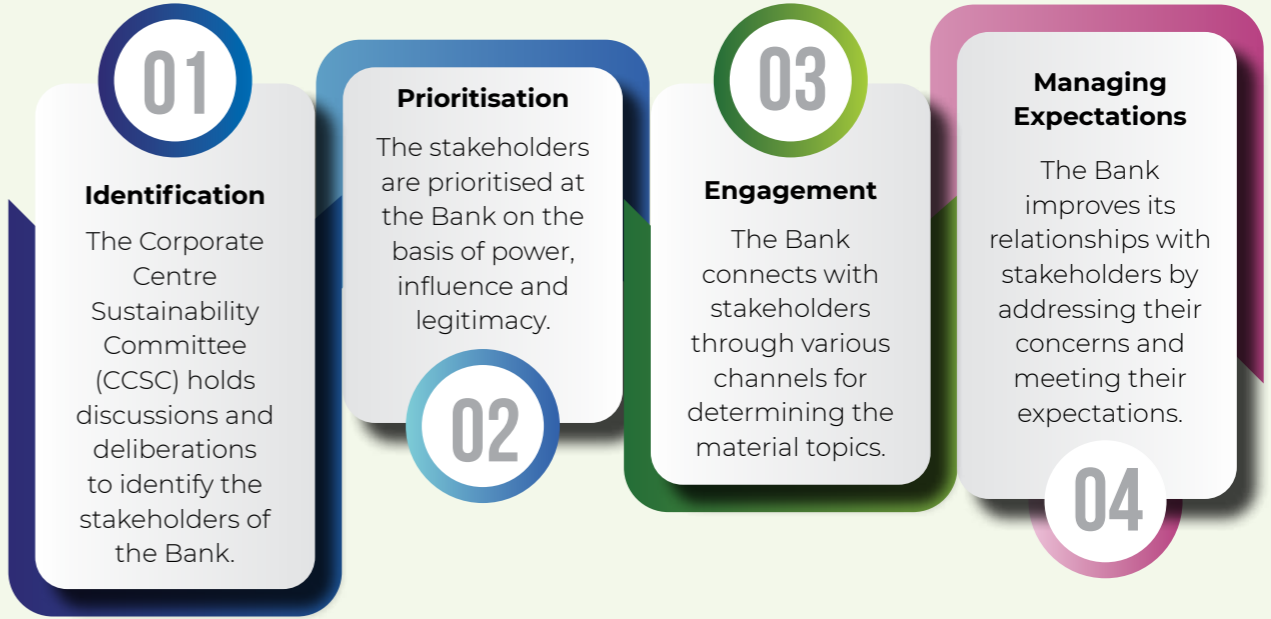 01
Identification
The Corporate
Centre
Sustainability
Committee
(CCSC) holds
discussions and
deliberations
to identify the
stakeholders of
the Bank.
Prioritisation
The stakeholders
are prioritised at
the Bank on the
basis of power,
influence and
legitimacy.
02
03
Engagement
The Bank
connects with
stakeholders
through various
channels for
determining the
material topics.
Managing
Expectations
The Bank
improves its
relationships with
stakeholders by
addressing their
concerns and
meeting their
expectations.
04